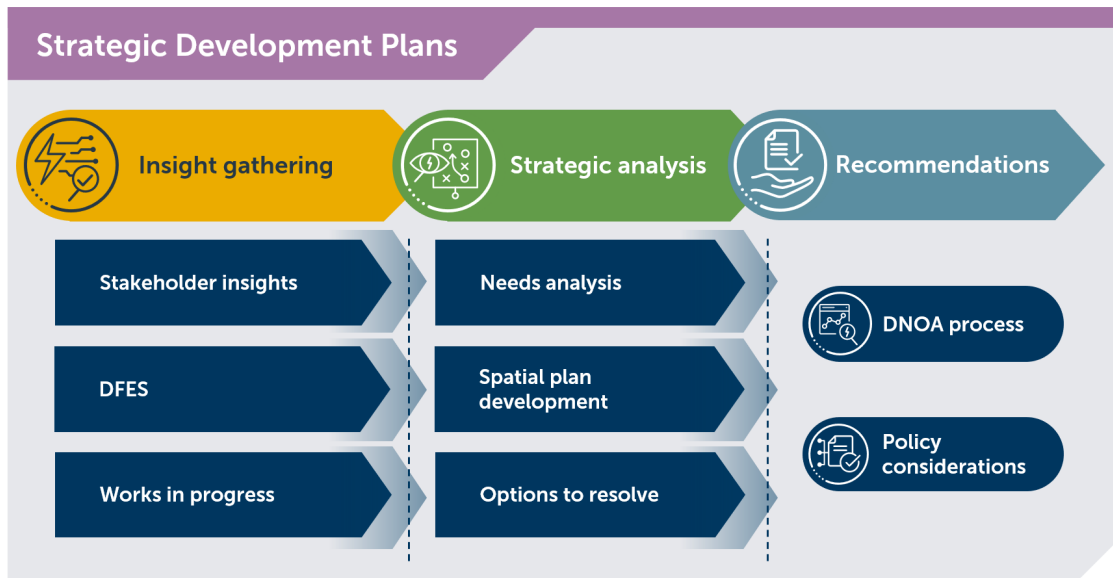 Strategic Development Plans
Insight gathering
Strategic analysis
Recommendations
Stakeholder insights
DFES
Works in progress
Needs analysis
Spatial plan
development
Options to resolve
DNOA process
Policy
considerations